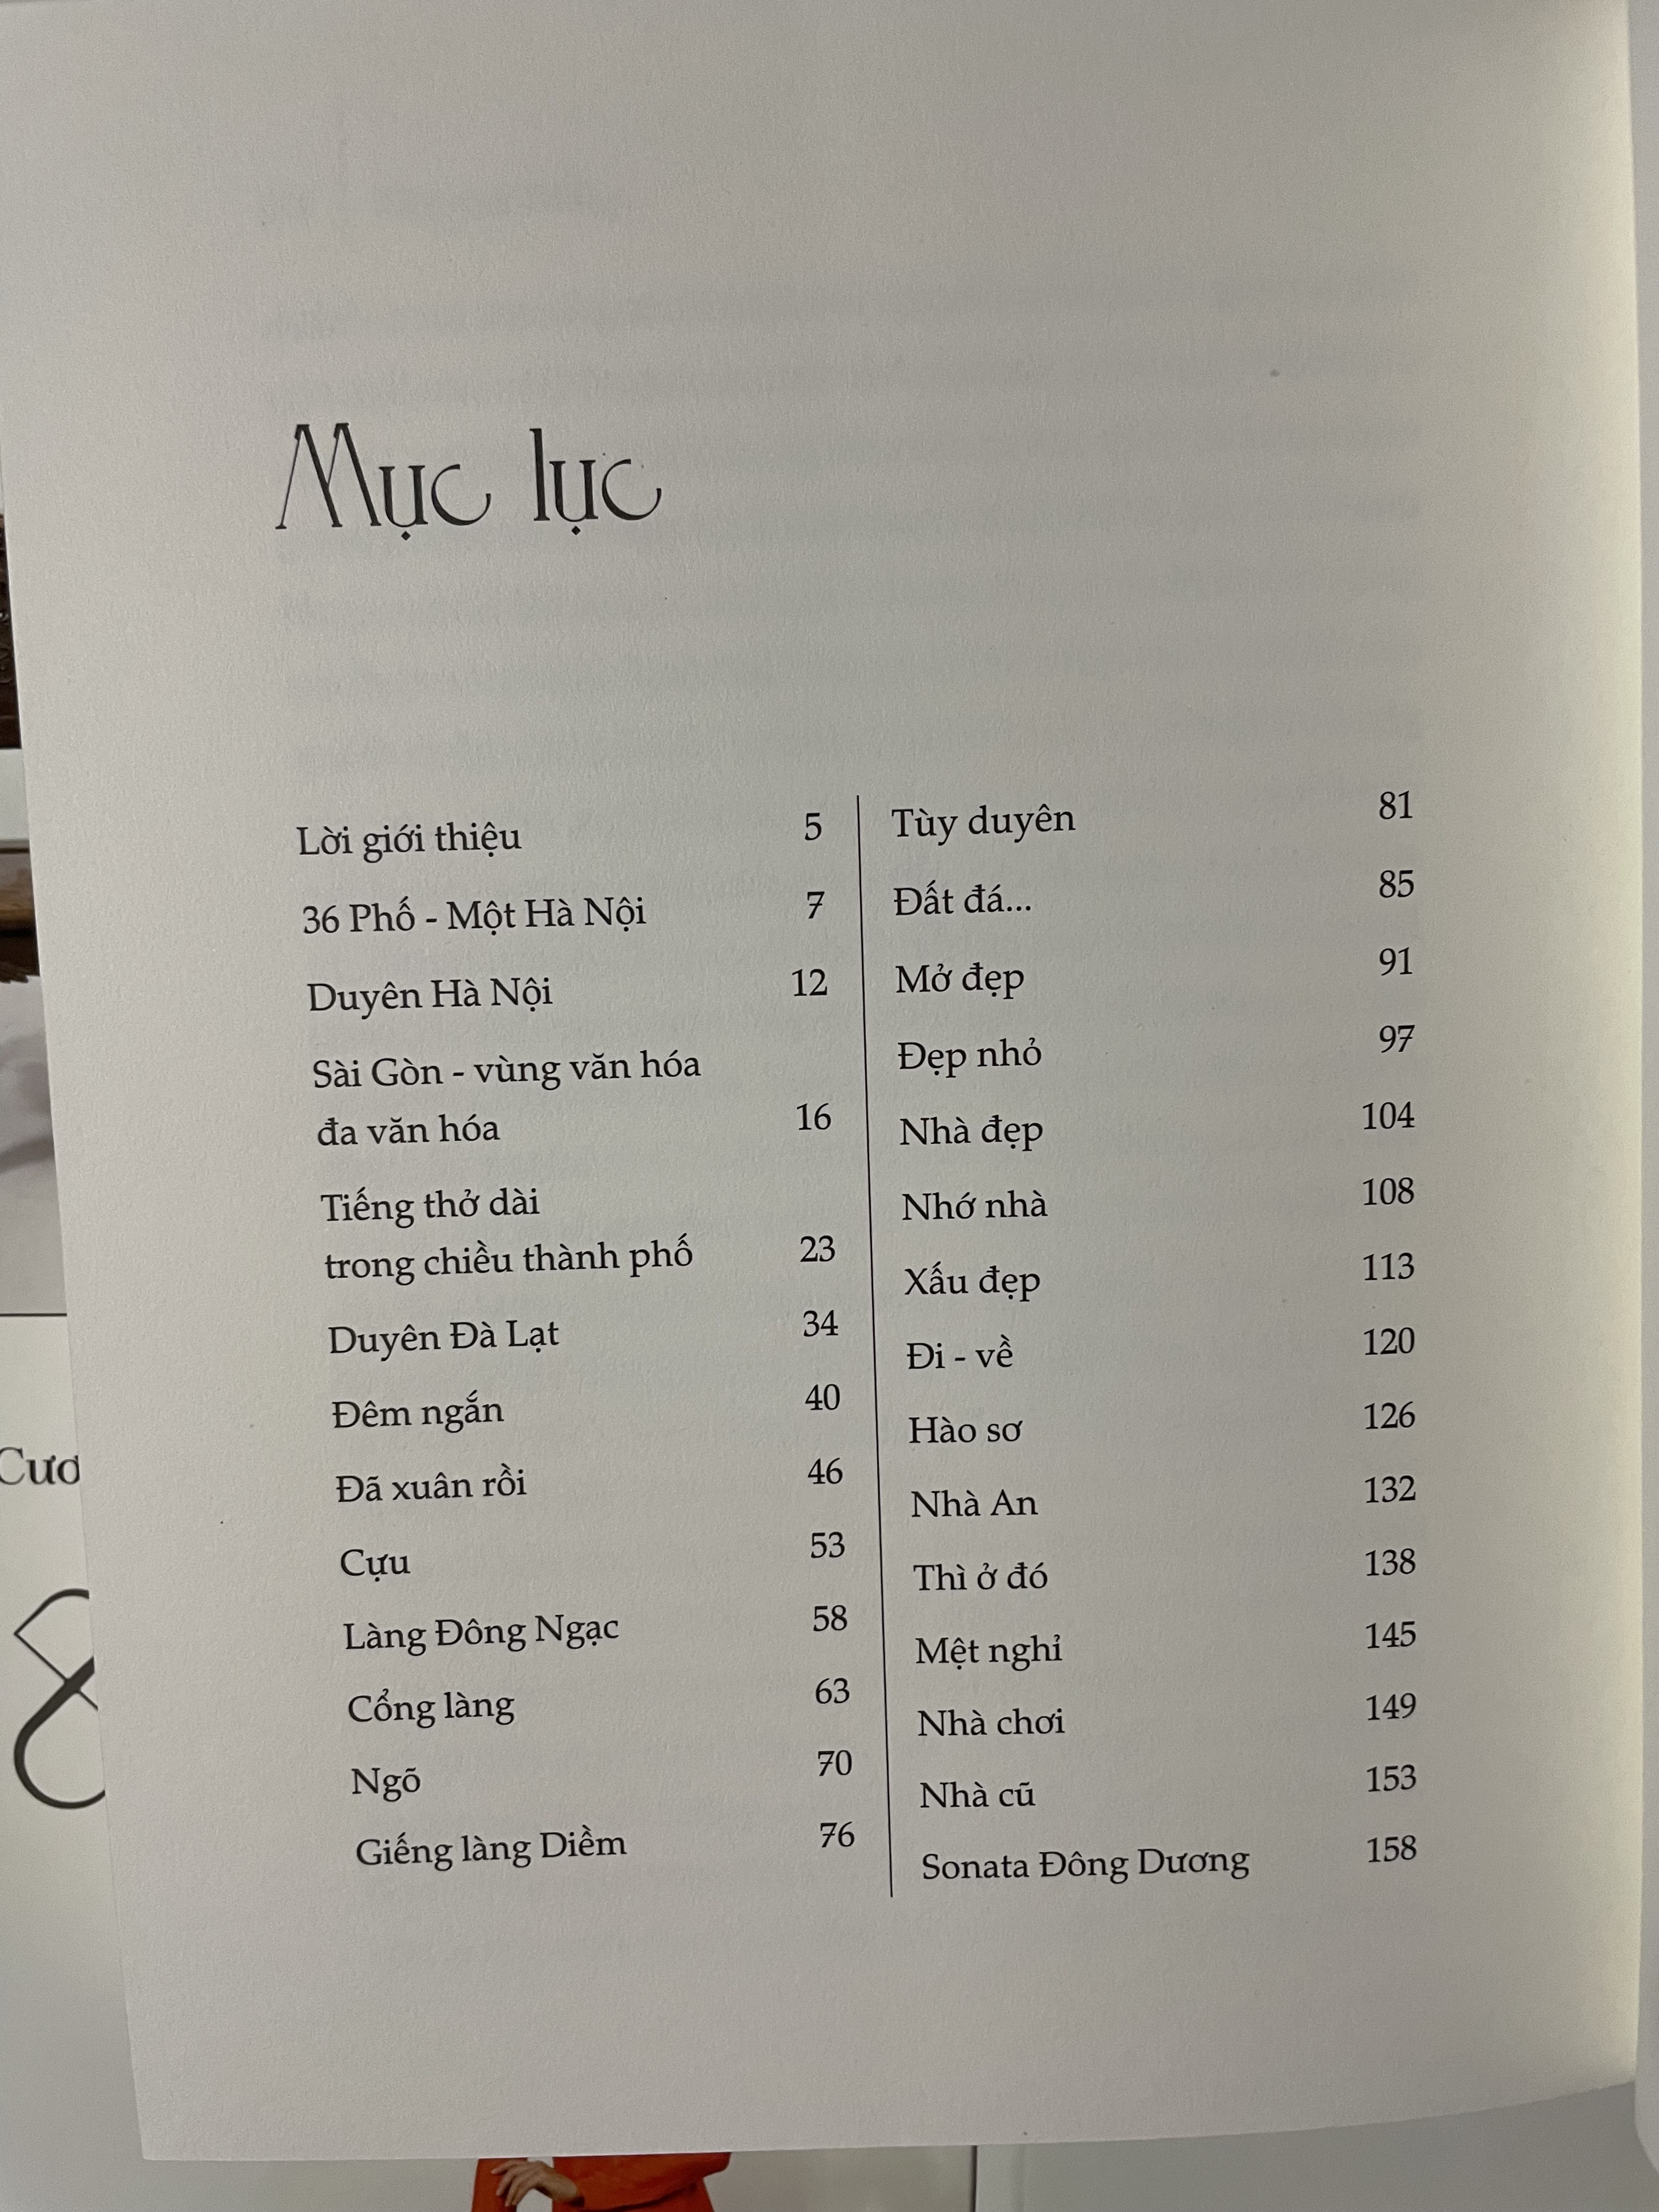 Mục lục
Lời giới thiệu 5
36 Phố - Một Hà Nội 7
Duyên Hà Nội 12
Sài Gòn - vùng văn hóa
đa văn hóa 16
Tiếng thở dài
trong chiều thành phố 23
Duyên Đà Lạt 34
Đêm ngắn 40
Đã xuân rồi 46
Cựu 53
Làng Đông Ngạc 58
Cổng làng 63
Ngõ 70
Giếng làng Diềm 76
Tùy duyên 81
Đất đá... 85
Mở đẹp 91
Đẹp nhỏ 97
Nhà đẹp 104
Nhớ nhà 108
Xấu đẹp 113
Đi - về 120
Hào sơ 126
Nhà An 132
Thì ở đó 138
Mệt nghỉ 145
Nhà chơi 149
Nhà cũ 153
Sonata Đông Dương 158